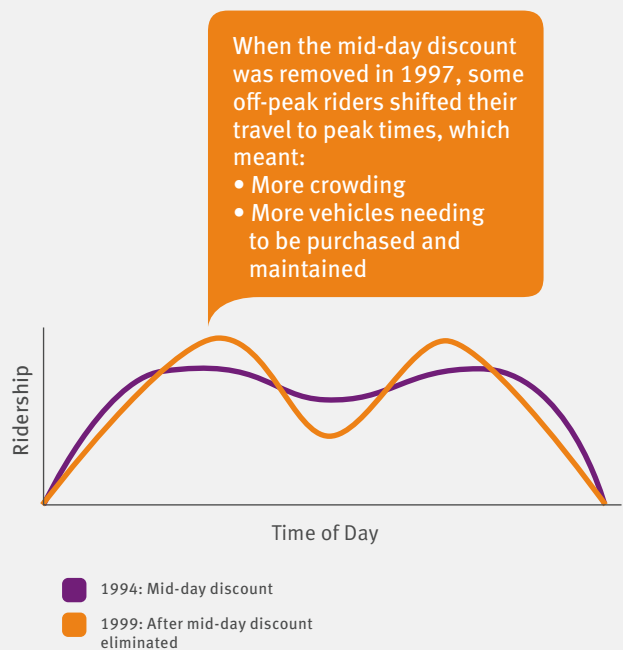 When the mid-day discount
was removed in 1997, some
off-peak riders shifted their
travel to peak times, which
meant:
• More crowding
• More vehicles needing
to be purchased and
maintained
Ridership
Time of Day
1994: Mid-day discount
1999: After mid-day discount
eliminated